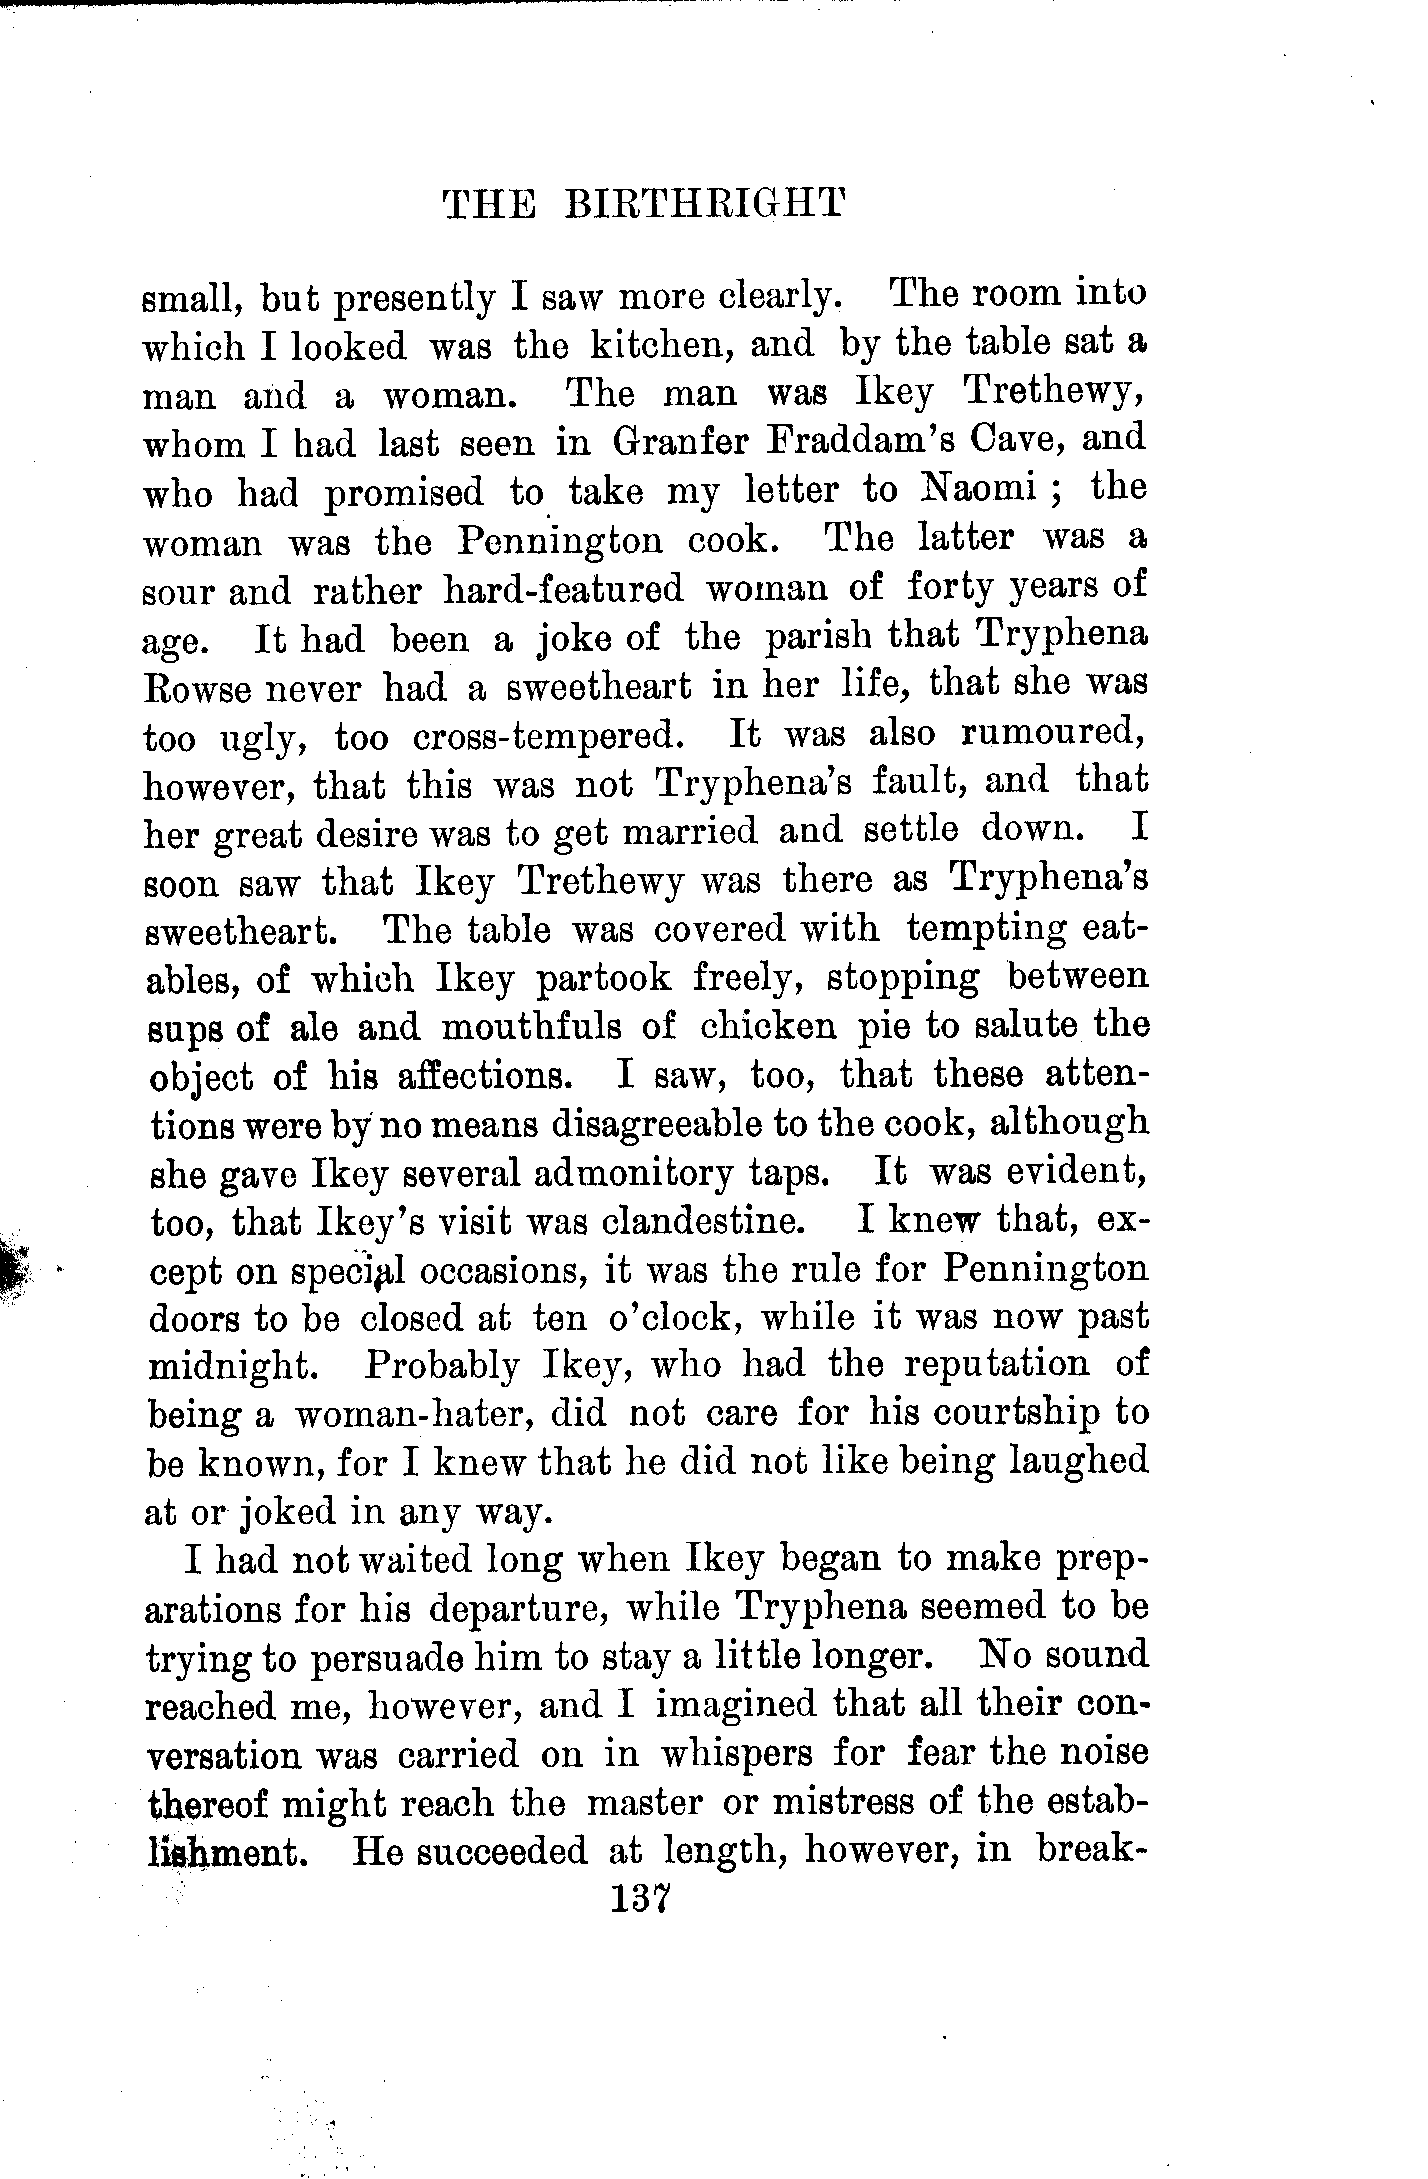 THE BIRTHRIGHT
small, but presently I saw more clearly. The room into
which I looked was the kitchen, and by the table sat a
man and a woman. The man was Ikey Trethewy,
whom I had last seen in Granfer Fraddam's Cave, and
who had promised to take my letter to Naomi ; the
woman was the Pennington cook. The latter was a
sour and rather hard-featured woman of forty years of
age. It had been a joke of the parish that Tryphena
Rowse never had a sweetheart in her life, that she was
too ugly, too cross-tempered. It was also rumoured,
however, that this was not Tryphena's fault, and that
her great desire was to get married and settle down. I
soon saw that Ikey Trethewy was there as Tryphena's
sweetheart. The table was covered with tempting eat-
ables, of which Ikey partook freely, stopping between
sups of ale and mouthfuls of chicken pie to salute the
object of his affections. I saw, too, that these atten-
tions were by no means disagreeable to the cook, although
she gave Ikey several admonitory taps. It was evident,
too, that Ikey's visit was clandestine. I knew that, ex-
cept on special occasions, it was the rule for Pennington
doors to be closed at ten o'clock, while it was now past
midnight. Probably Ikey, who had the reputation of
being a woman-hater, did not care for his courtship to
be known, for I knew that he did not like being laughed
at or joked in any way.
I had not waited long when Ikey began to make prep-
arations for his departure, while Tryphena seemed to be
trying to persuade him to stay a little longer. No sound
reached me, however, and I imagined that all their con-
versation was carried on in whispers for fear the noise
thereof might reach the master or mistress of the estab-
lishment. He succeeded at length, however, in break-
137